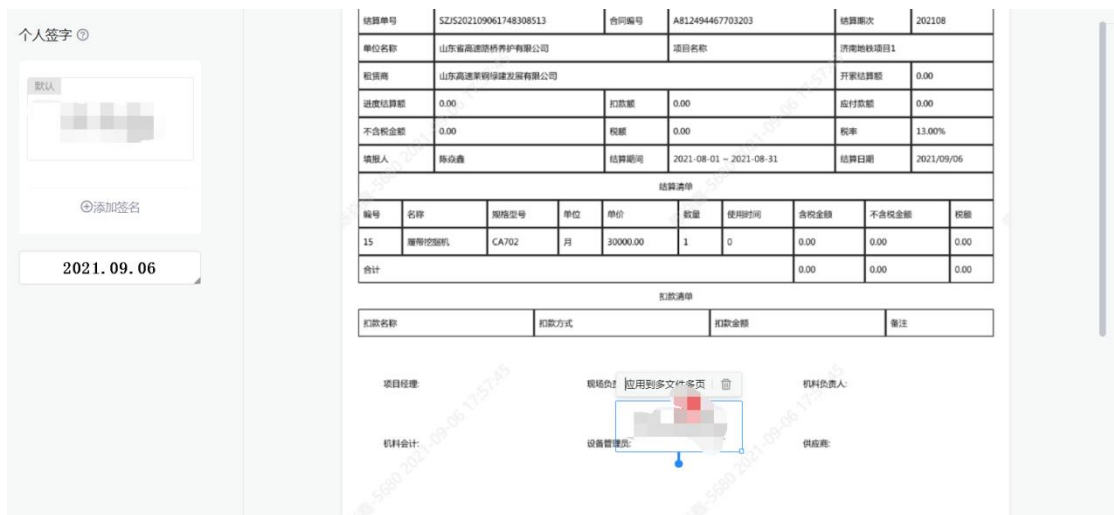 个人签字
默认
添加签名
2021.09.06
结算单号 SZJS202109061748308513 合同编号 A812494467703203 结算期次 202108
单位名称 山东省高速路桥养护有限公司 项目名称 济南地铁项目1
租赁商 山东高速莱钢绿建发展有限公司 开累结算额 0.00
进度结算额 0.00 扣款额 0.00 应付款额 0.00
不含税金额 0.00 税额 0.00 税率 13.00%
填报人 陈焱鑫 结算期间 2021-08-01 ~ 2021-08-31 结算日期 2021/09/06
结算清单
编号 名称 规格型号 单位 单价 数量 使用时间 含税金额 不含税金额 税额
15 履带挖掘机 CA702 月 30000.00 1 0 0.00 0.00 0.00
合计 0.00 0.00 0.00
扣款清单
扣款名称 扣款方式 扣款金额 备注
项目经理: 现场负 应用到多文件多页 机料负责人:
机料会计: 设备管理员: 供应商:
-5680 2021-09-06 17:57:45